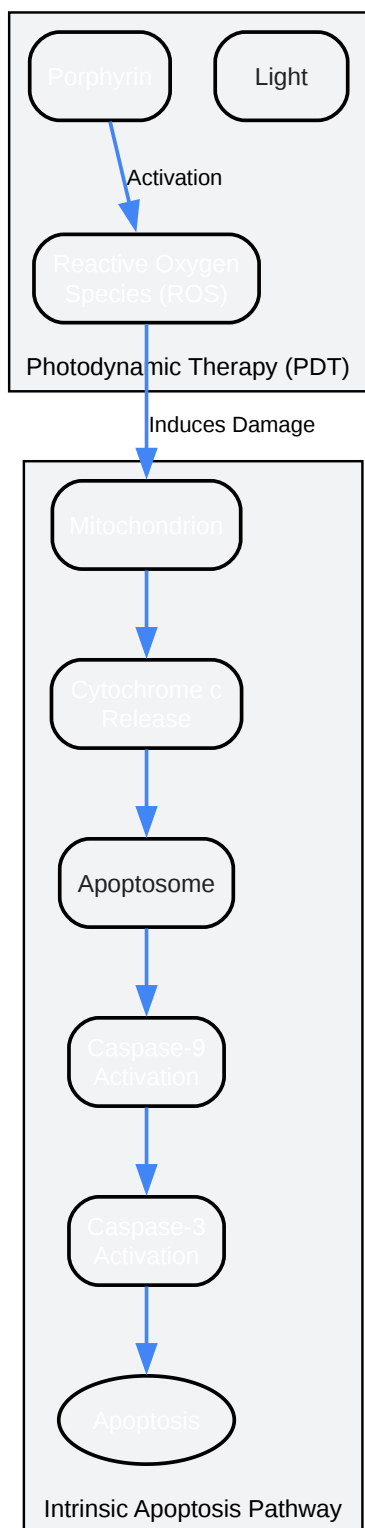 Porphyrin
Light
Activation
Reactive Oxygen
Species (ROS)
Photodynamic Therapy (PDT)
Induces Damage
Mitochondrion
Cytochrome c
Release
Apoptosome
Caspase-9
Activation
Caspase-3
Activation
Apoptosis
Intrinsic Apoptosis Pathway